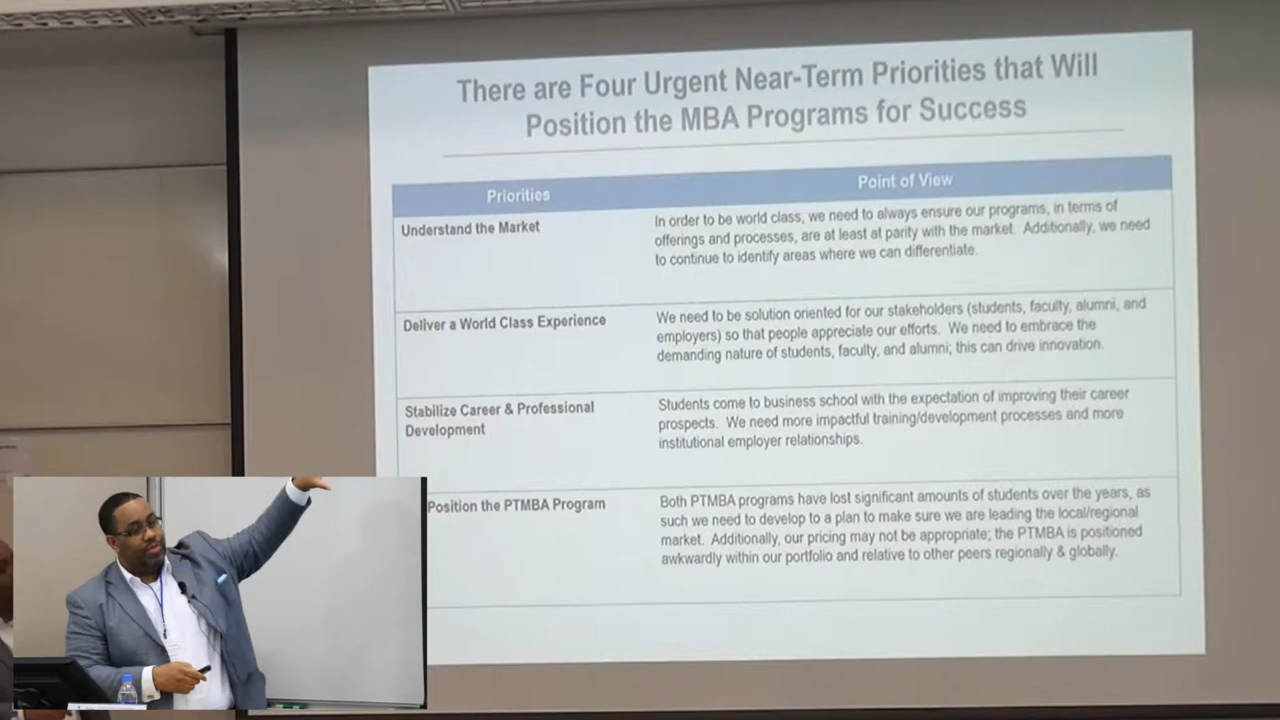 There are Four Urgent Near-Term Priorities that Will
Position the MBA Programs for Success
Priorities
Point of View
Understand the Market
In order to be world class, we need to always ensure our programs, in terms of
offerings and processes, are at least at parity with the market. Additionally, we need
to continue to identify areas where we can differentiate.
Deliver a World Class Experience
We need to be solution oriented for our stakeholders (students, faculty, alumni, and
employers) so that people appreciate our efforts. We need to embrace the
demanding nature of students, faculty, and alumni; this can drive innovation.
Stabilize Career & Professional
Development
Students come to business school with the expectation of improving their career
prospects. We need more impactful training/development processes and more
institutional employer relationships.
Position the PTMBA Program
Both PTMBA programs have lost significant amounts of students over the years, as
such we need to develop to a plan to make sure we are leading the local/regional
market. Additionally, our pricing may not be appropriate; the PTMBA is positioned
awkwardly within our portfolio and relative to other peers regionally & globally.